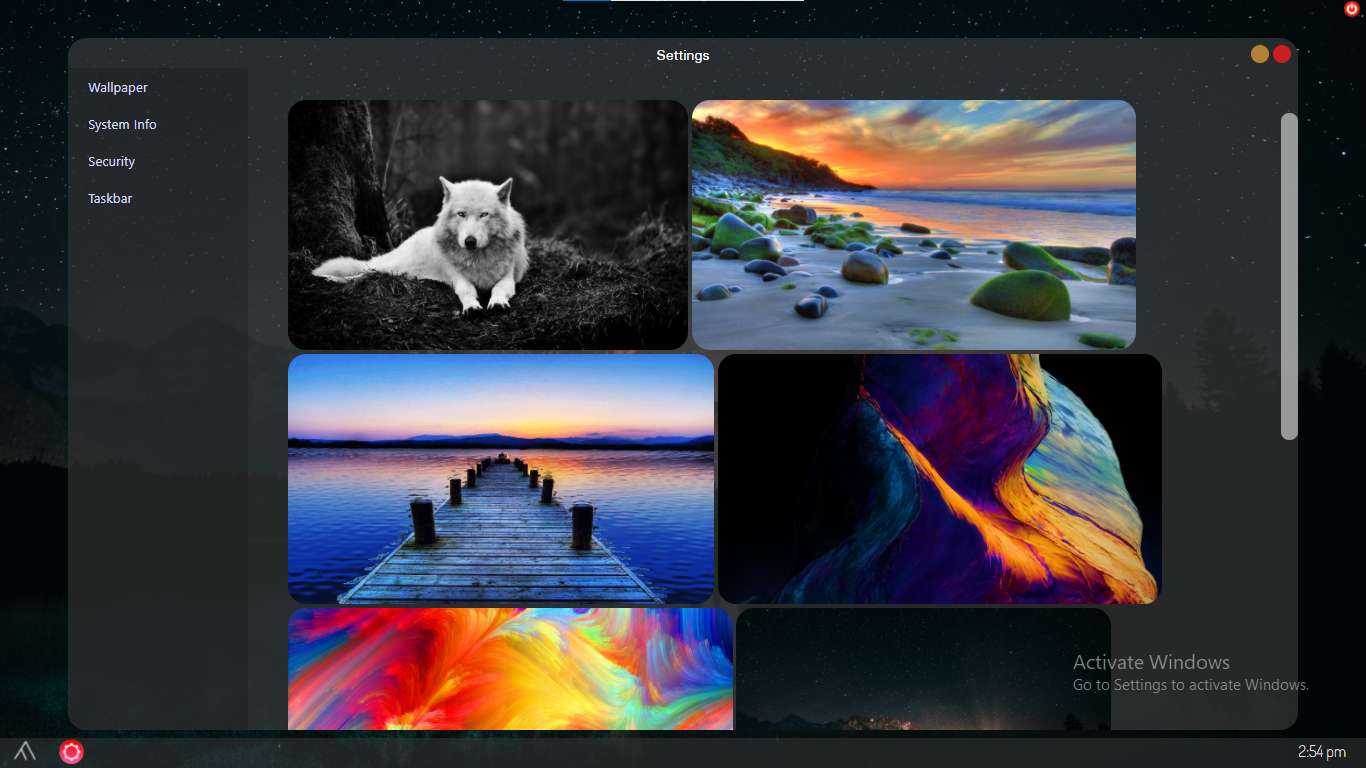 Settings
Wallpaper
System Info
Security
Taskbar
Activate Windows
Go to Settings to activate Windows.
2:54 pm